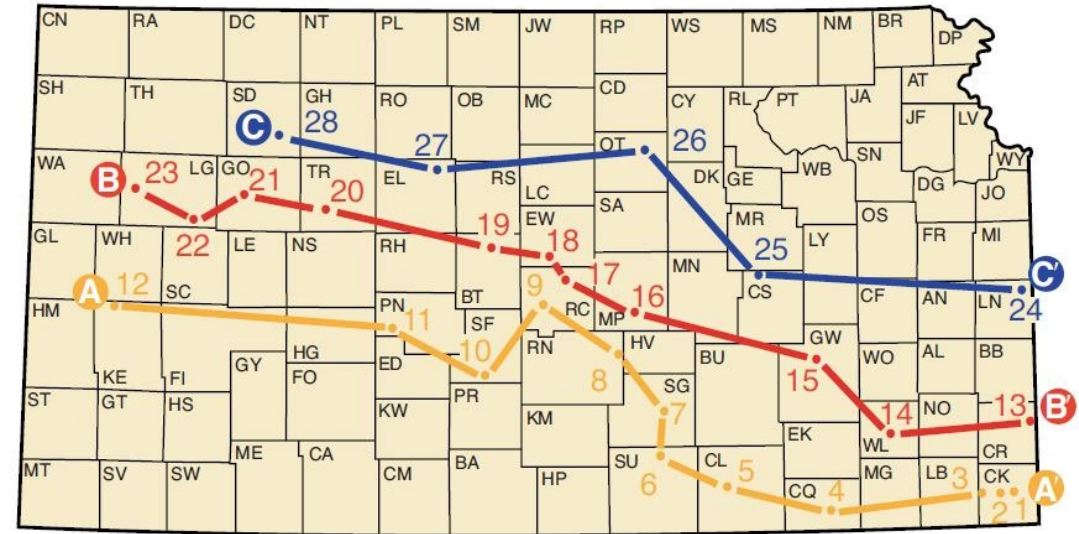 CN RA DC NT PL SM JW RP WS MS NM BR DP
SH TH SD GH RO OB MC CD CY RL PT JA AT
JF LV
C 28 27 OT 26
WA B 23 LG GO 21 TR 20 EL RS LC DK GE WB SN WY
DG JO
22 19 EW 18 SA MR LY OS FR MI
GL WH LE NS RH 17 MN 25 C'
A 12 SC 9 16 CS CF AN LN 24
HM PN 11 BT SF RC MP
10 RN HV GW
KE FI GY HG FO ED 8 BU 15 WO AL BB
ST GT HS PR SG 7 14 NO 13 B'
KW KM EK WL CR
MT SV SW ME CA CM BA HP SU 6 CL 5 CQ 4 MG LB 3 CK A'
2 1